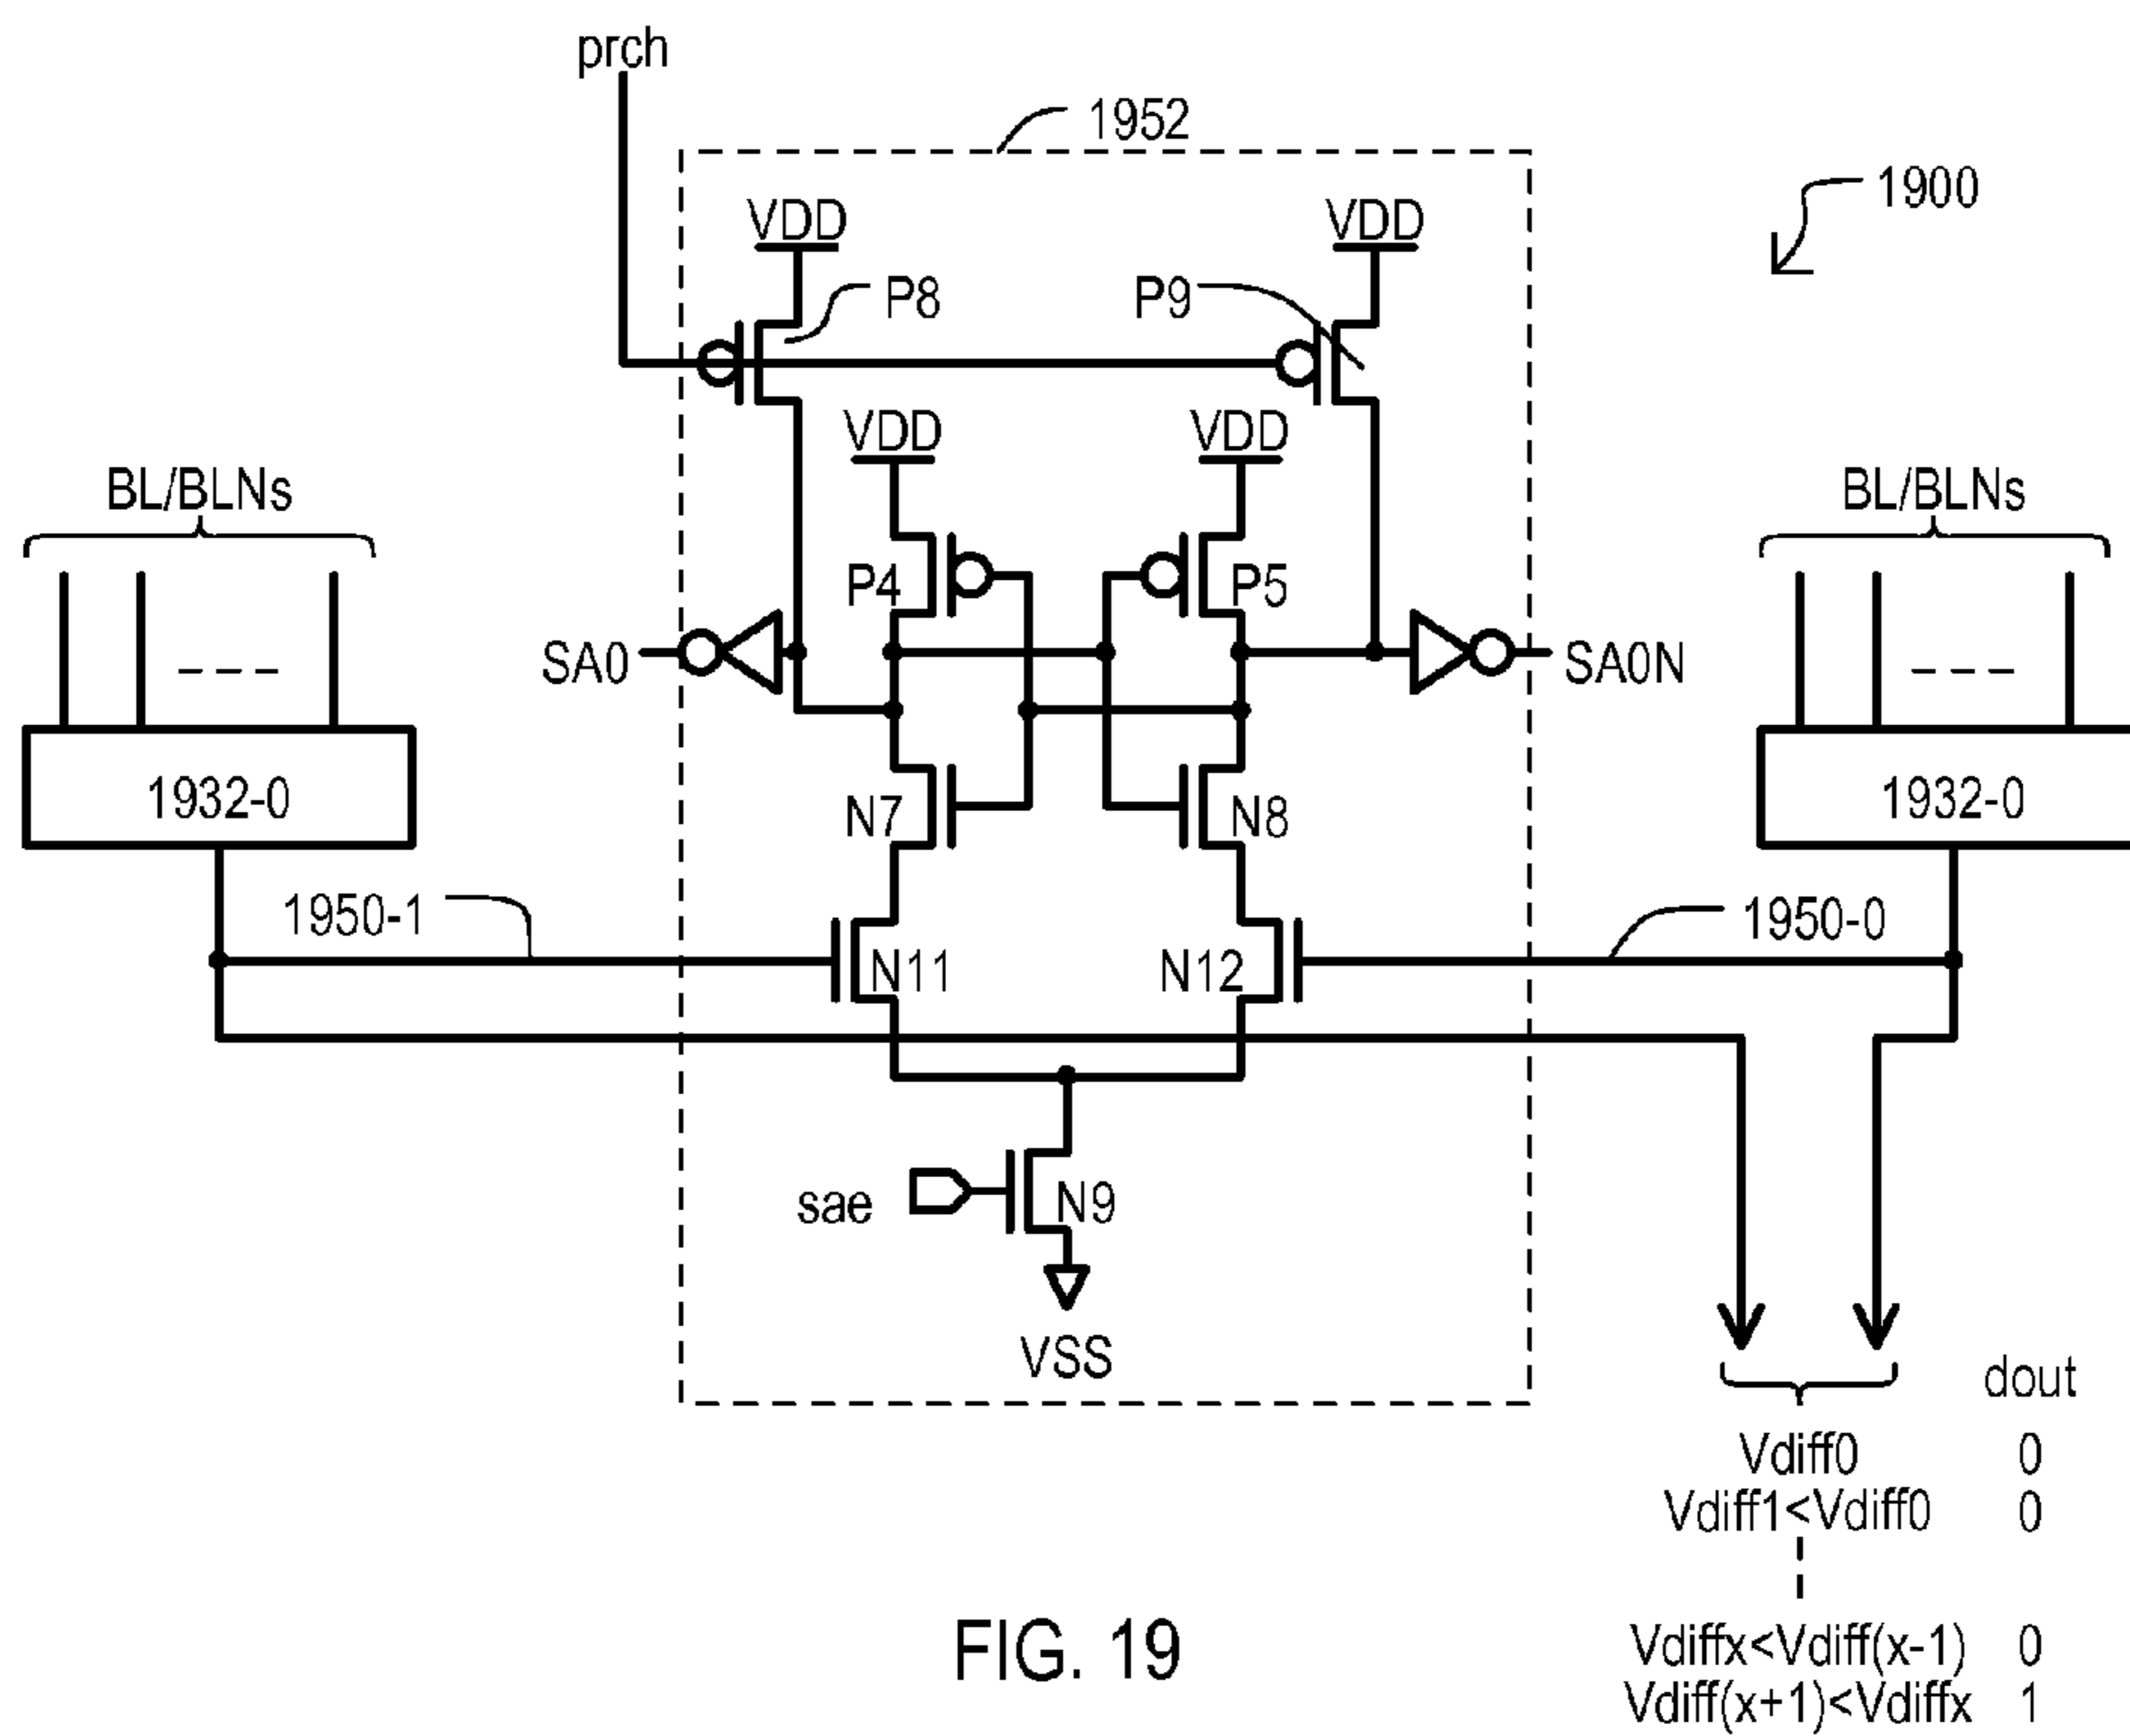 prch
1952
1900
VDD
VDD
P8
P9
VDD
VDD
BL/BLNs
BL/BLNs
P4
P5
SA0
SA0N
1932-0
N7
N8
1932-0
1950-1
1950-0
N11
N12
sae
N9
VSS
dout
Vdiff0 0
Vdiff1<Vdiff0 0
Vdiffx<Vdiff(x-1) 0
Vdiff(x+1)<Vdiffx 1
FIG. 19